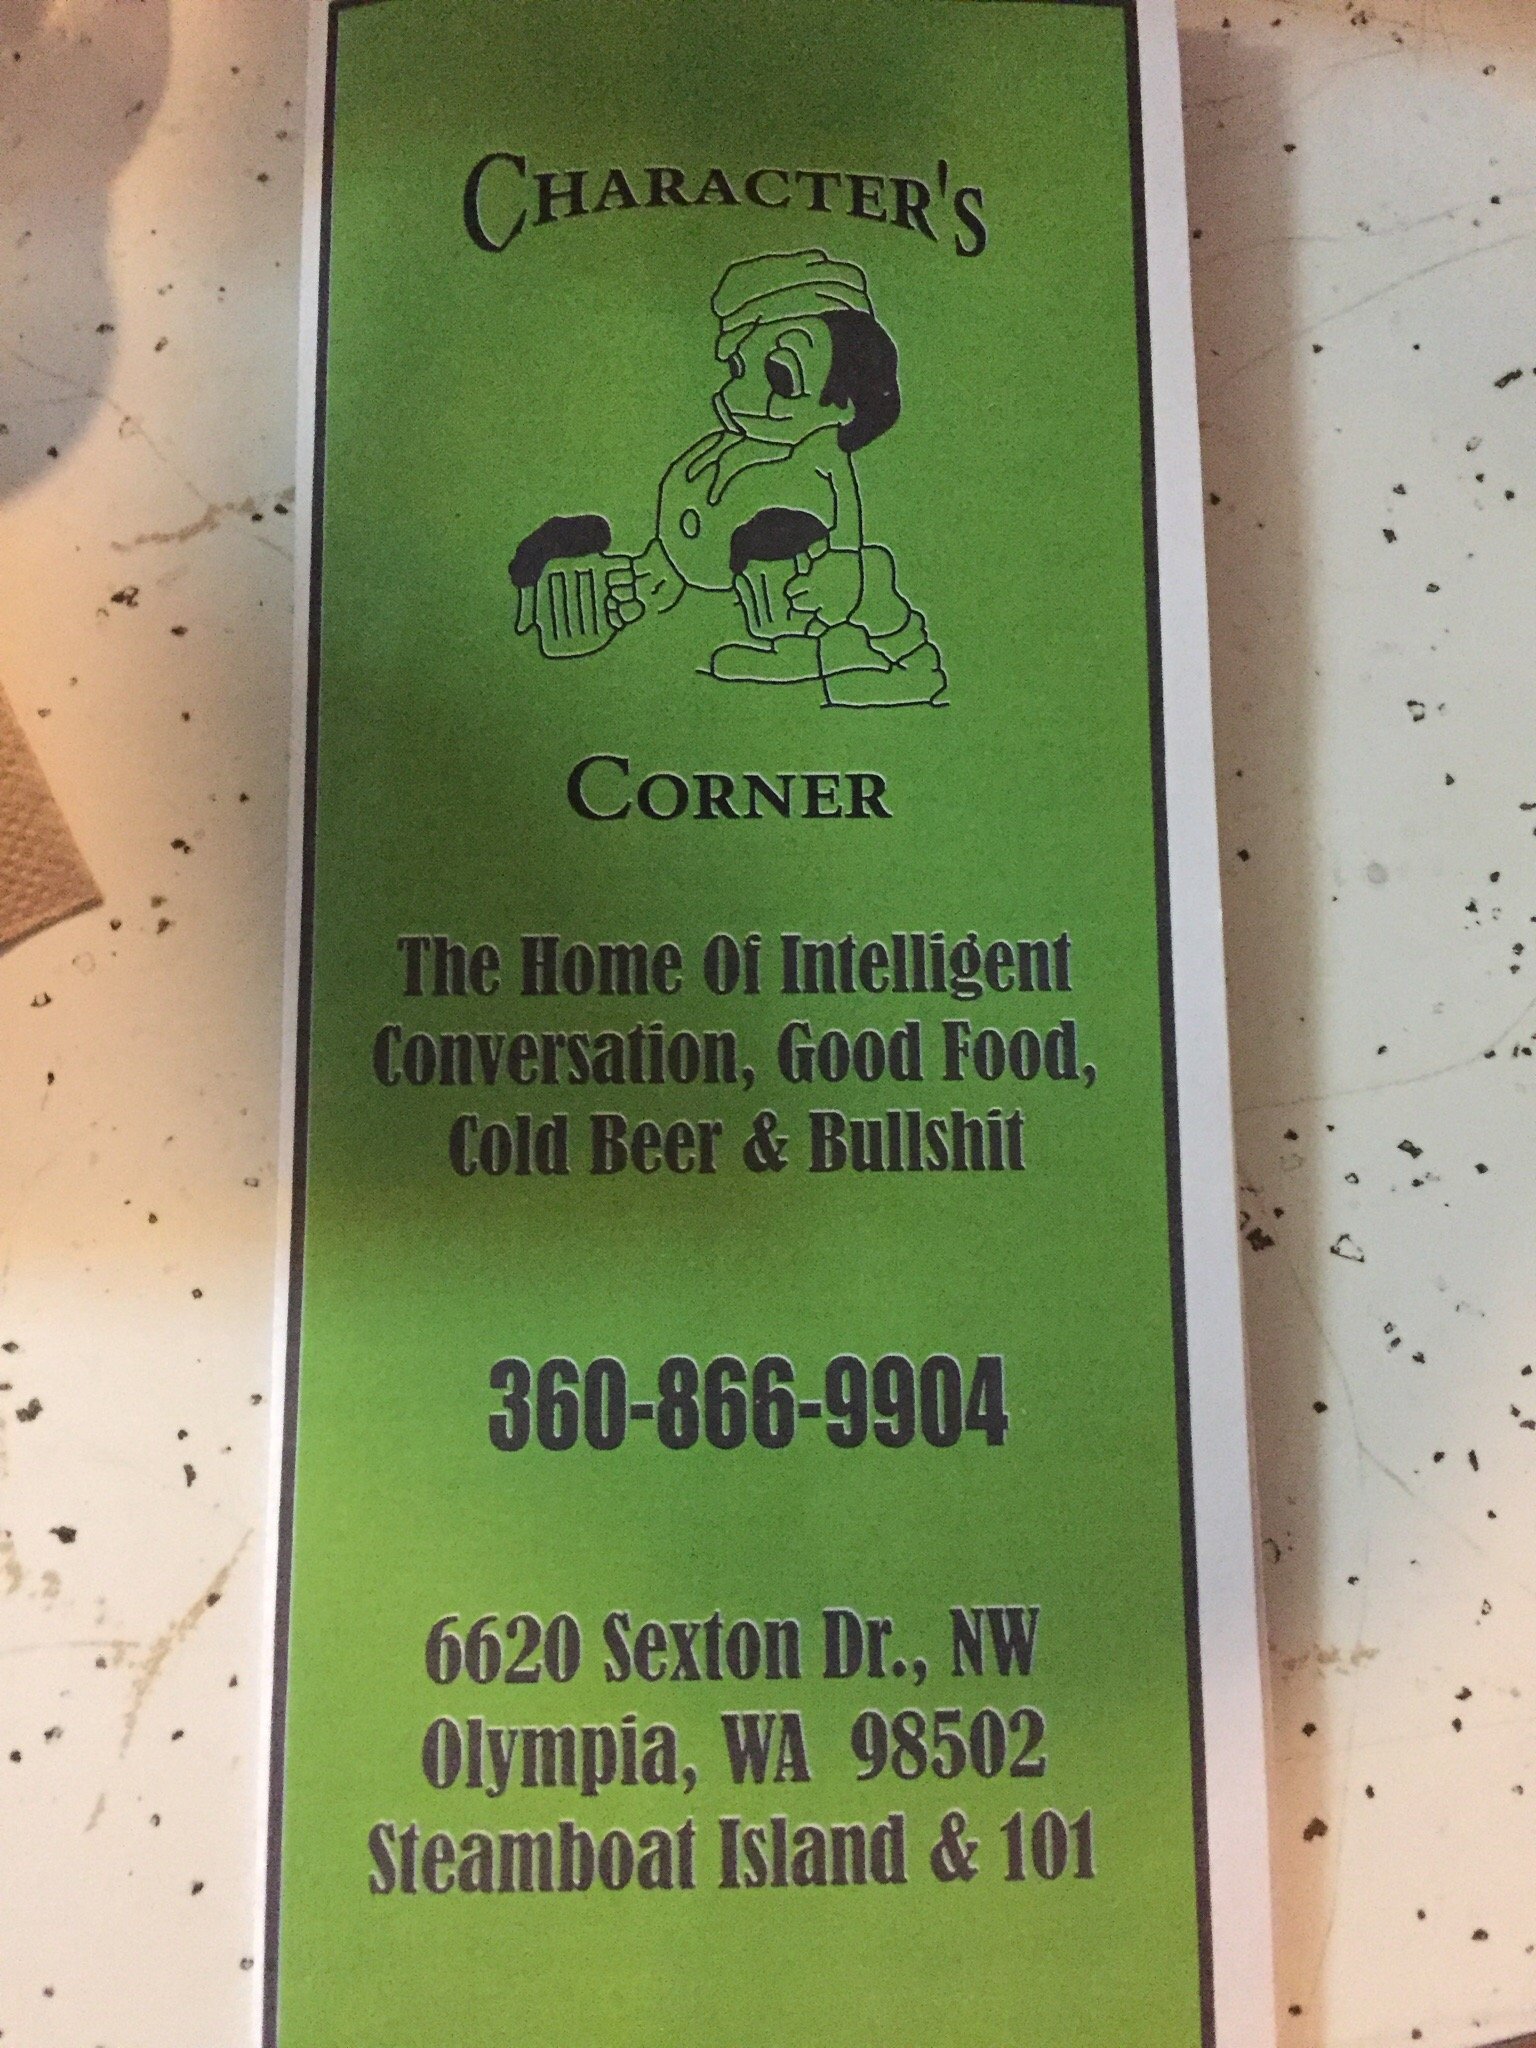 CHARACTER'S
CORNER
The Home Of Intelligent
Conversation, Good Food,
Cold Beer & Bullshit
360-866-9904
6620 Sexton Dr., NW
Olympia, WA 98502
Steamboat Island & 101